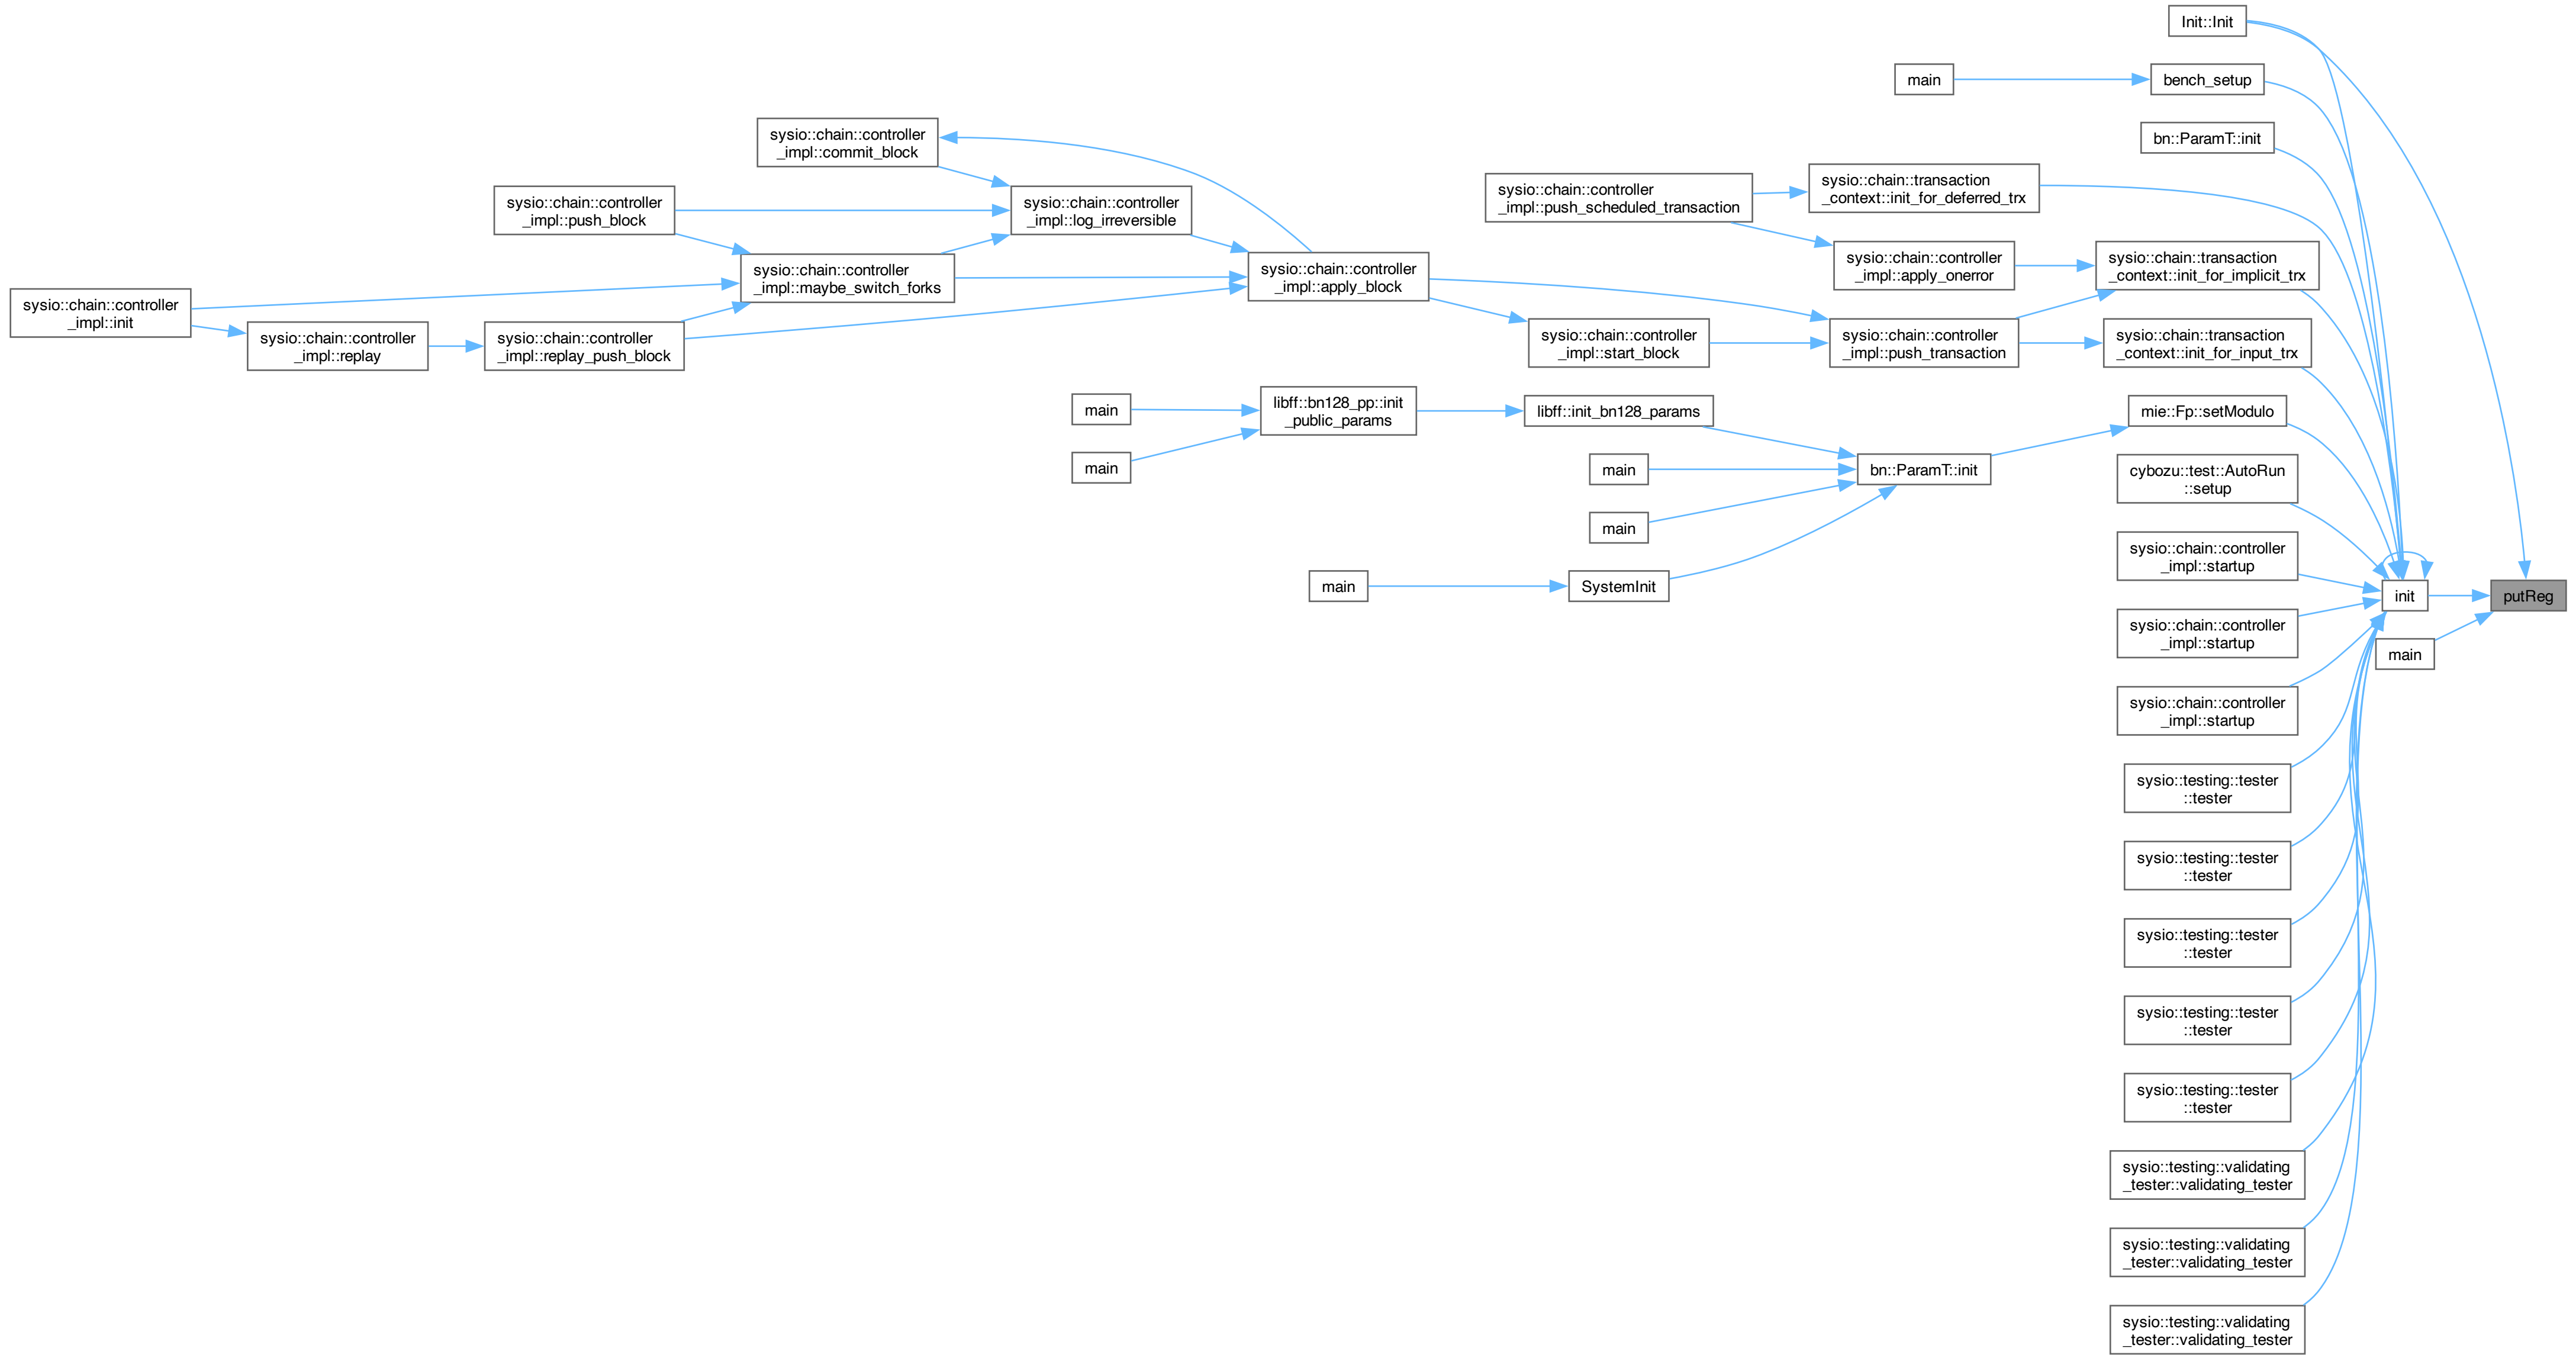 Init::Init
main
bench_setup
sysio::chain::controller
_impl::commit_block
bn::ParamT::init
sysio::chain::transaction
_context::init_for_deferred_trx
sysio::chain::controller
_impl::push_scheduled_transaction
sysio::chain::controller
_impl::push_block
sysio::chain::controller
_impl::log_irreversible
sysio::chain::controller
_impl::apply_onerror
sysio::chain::transaction
_context::init_for_implicit_trx
sysio::chain::controller
_impl::maybe_switch_forks
sysio::chain::controller
_impl::apply_block
sysio::chain::controller
_impl::init
sysio::chain::controller
_impl::replay
sysio::chain::controller
_impl::replay_push_block
sysio::chain::controller
_impl::start_block
sysio::chain::controller
_impl::push_transaction
sysio::chain::transaction
_context::init_for_input_trx
main
libff::bn128_pp::init
_public_params
libff::init_bn128_params
mie::Fp::setModulo
main
main
bn::ParamT::init
cybozu::test::AutoRun
::setup
main
sysio::chain::controller
_impl::startup
main
SystemInit
init
putReg
sysio::chain::controller
_impl::startup
main
sysio::chain::controller
_impl::startup
sysio::testing::tester
::tester
sysio::testing::tester
::tester
sysio::testing::tester
::tester
sysio::testing::tester
::tester
sysio::testing::tester
::tester
sysio::testing::validating
_tester::validating_tester
sysio::testing::validating
_tester::validating_tester
sysio::testing::validating
_tester::validating_tester